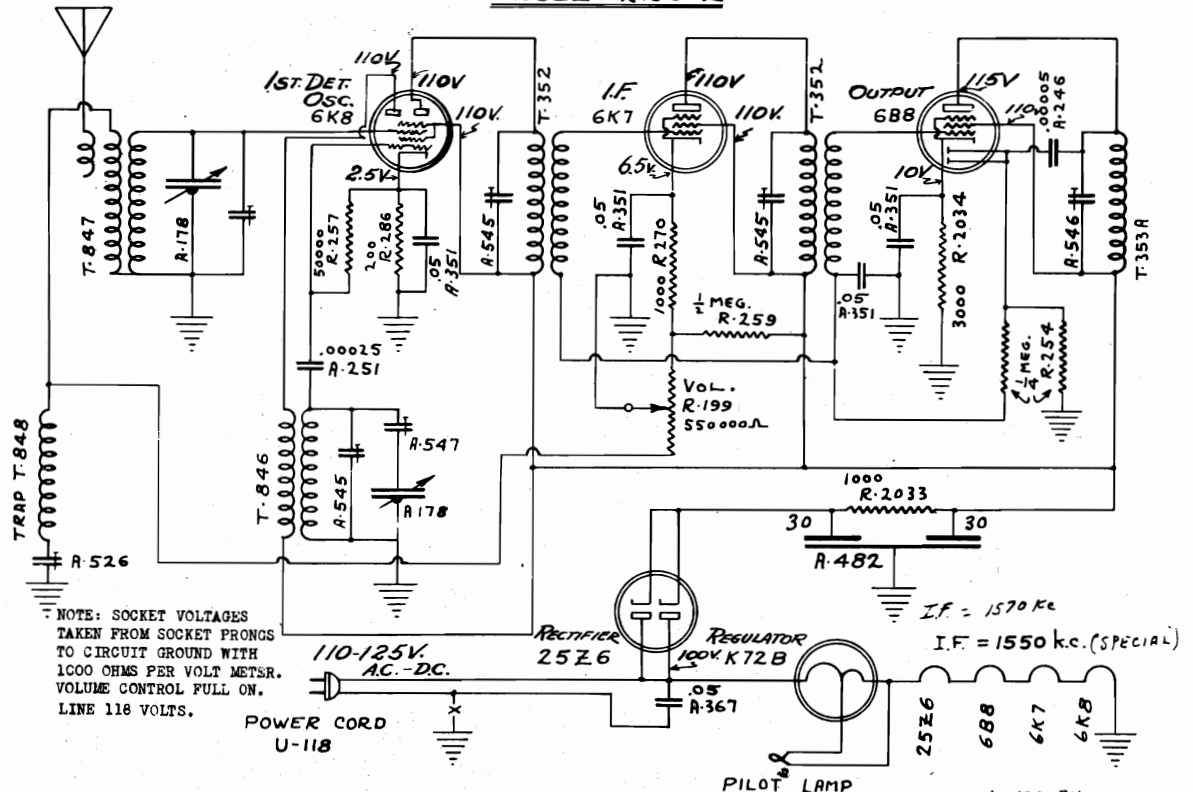 110V
110V
1ST. DET.
OSC.
6K8
110V
2.5V.
T·352
I.F.
6K7
110V
110V.
6.5V.
T·352
OUTPUT
6B8
115V
110V
10V
.00005
A·246
T·847
A·178
50000
R·257
200
R·286
.05
A·351
A·545
.05
A·351
1000 R270
A·545
.05
A·351
3000 R·2034
A·546
T·353A
½ MEG.
R·259
.05
A·351
.00025
A·251
VOL.
R·199
550000Ω
¼ MEG.
R·254
TRAP T·848
T·846
A·545
A·547
A178
1000
R·2033
30
30
A·482
A·526
NOTE: SOCKET VOLTAGES
TAKEN FROM SOCKET PRONGS
TO CIRCUIT GROUND WITH
1000 OHMS PER VOLT METER.
VOLUME CONTROL FULL ON.
LINE 118 VOLTS.
RECTIFIER
25Z6
REGULATOR
K72B
100V.
I.F. = 1570 Kc
I.F. = 1550 k.c. (SPECIAL)
110-125V.
A.C.-D.C.
X
.05
A·367
POWER CORD
U-118
25Z6
6B8
6K7
6K8
PILOT LAMP